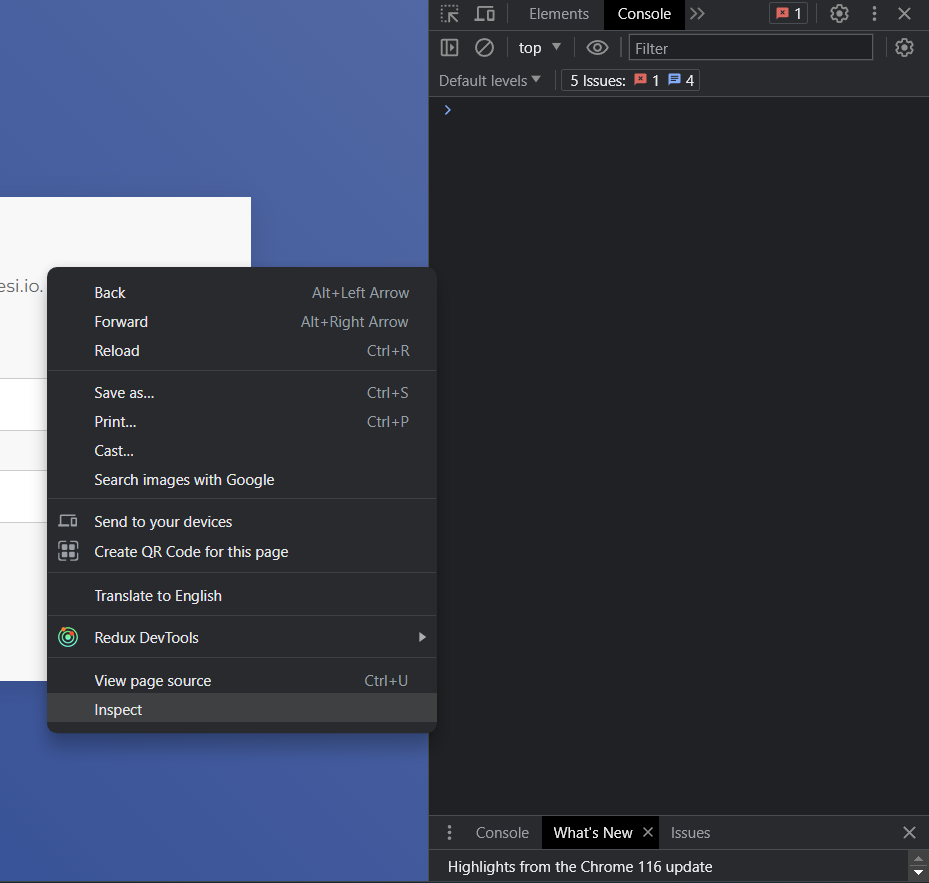 Elements Console 1
top Filter
Default levels 5 Issues: 1 4
esi.io.
Back Alt+Left Arrow
Forward Alt+Right Arrow
Reload Ctrl+R
Save as... Ctrl+S
Print... Ctrl+P
Cast...
Search images with Google
Send to your devices
Create QR Code for this page
Translate to English
Redux DevTools
View page source Ctrl+U
Inspect
Console What's New Issues
Highlights from the Chrome 116 update